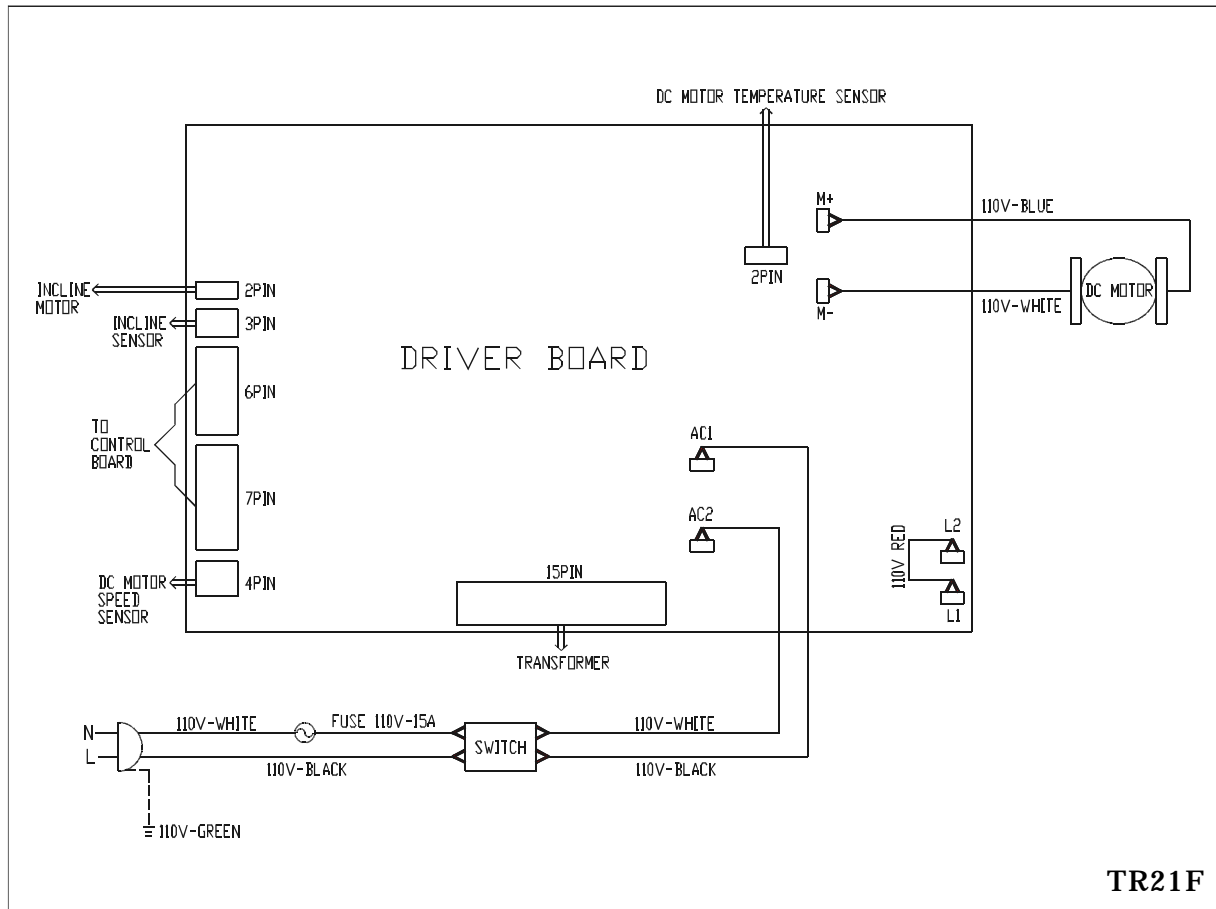 DC MOTOR TEMPERATURE SENSOR
M+
110V-BLUE
2PIN
DC MOTOR
M-
110V-WHITE
INCLINE
MOTOR
2PIN
INCLINE
SENSOR
3PIN
DRIVER BOARD
6PIN
TO
CONTROL
BOARD
7PIN
AC1
AC2
L2
110V RED
L1
DC MOTOR
SPEED
SENSOR
4PIN
15PIN
TRANSFORMER
N
110V-WHITE
FUSE 110V-15A
SWITCH
110V-WHITE
L
110V-BLACK
110V-BLACK
110V-GREEN
TR21F